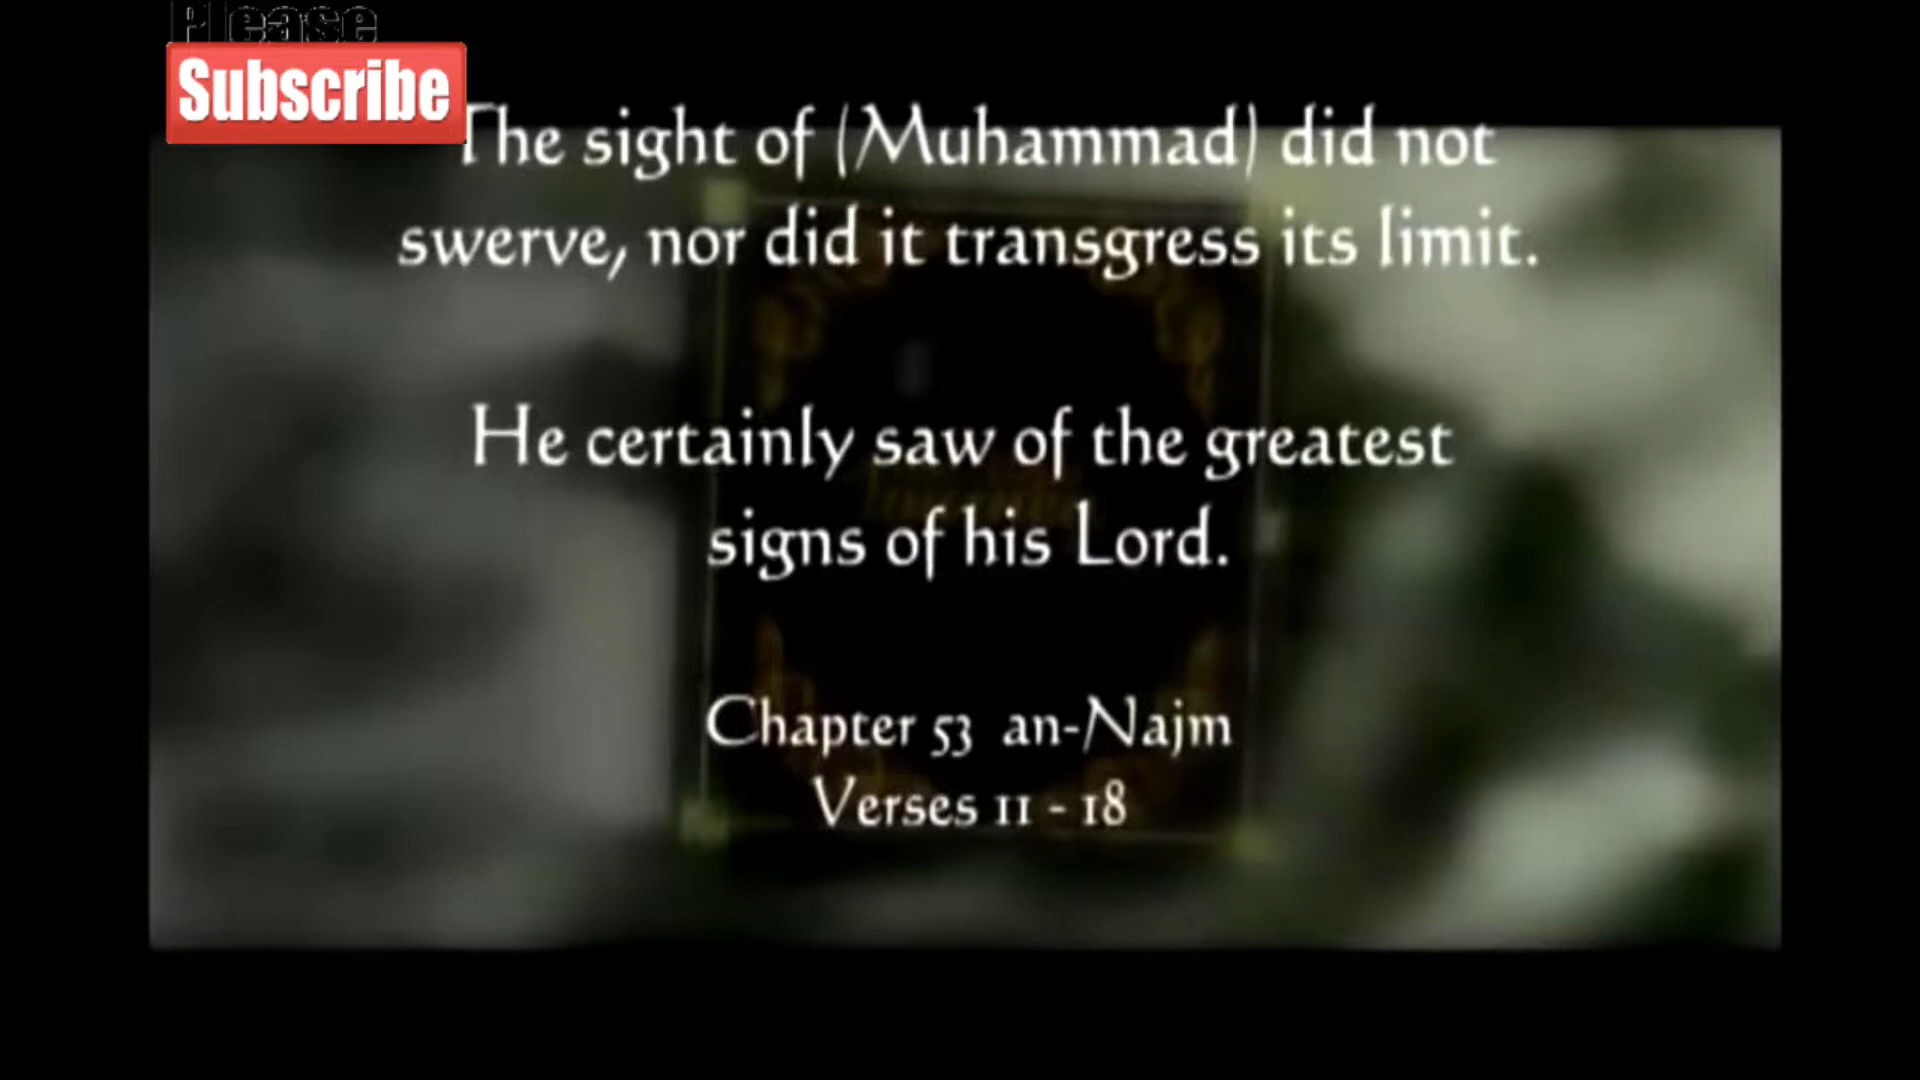 Please
Subscribe
The sight of (Muhammad) did not
swerve, nor did it transgress its limit.
He certainly saw of the greatest
signs of his Lord.
Chapter 53 an-Najm
Verses 11 - 18